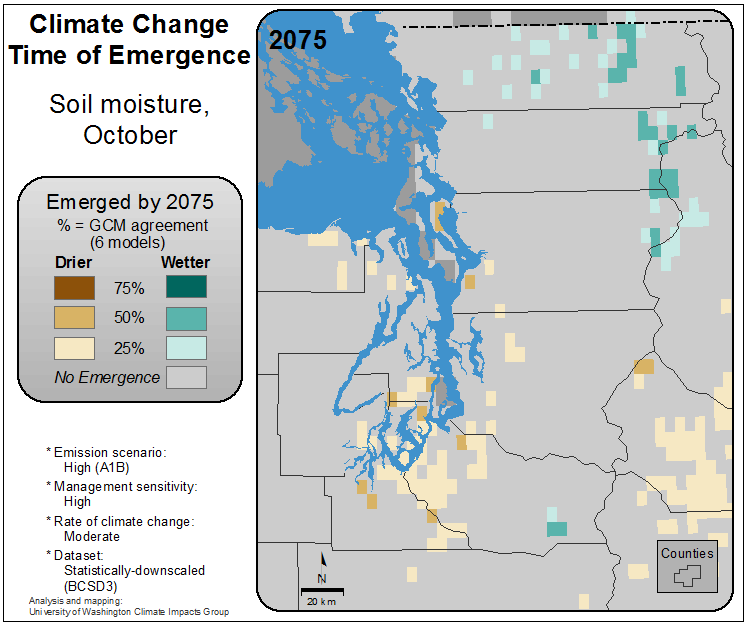 Climate Change
Time of Emergence
Soil moisture,
October
Emerged by 2075
% = GCM agreement
(6 models)
Drier Wetter
75%
50%
25%
No Emergence
* Emission scenario:
High (A1B)
* Management sensitivity:
High
* Rate of climate change:
Moderate
* Dataset:
Statistically-downscaled
(BCSD3)
Analysis and mapping:
University of Washington Climate Impacts Group
2075
N
20 km
Counties